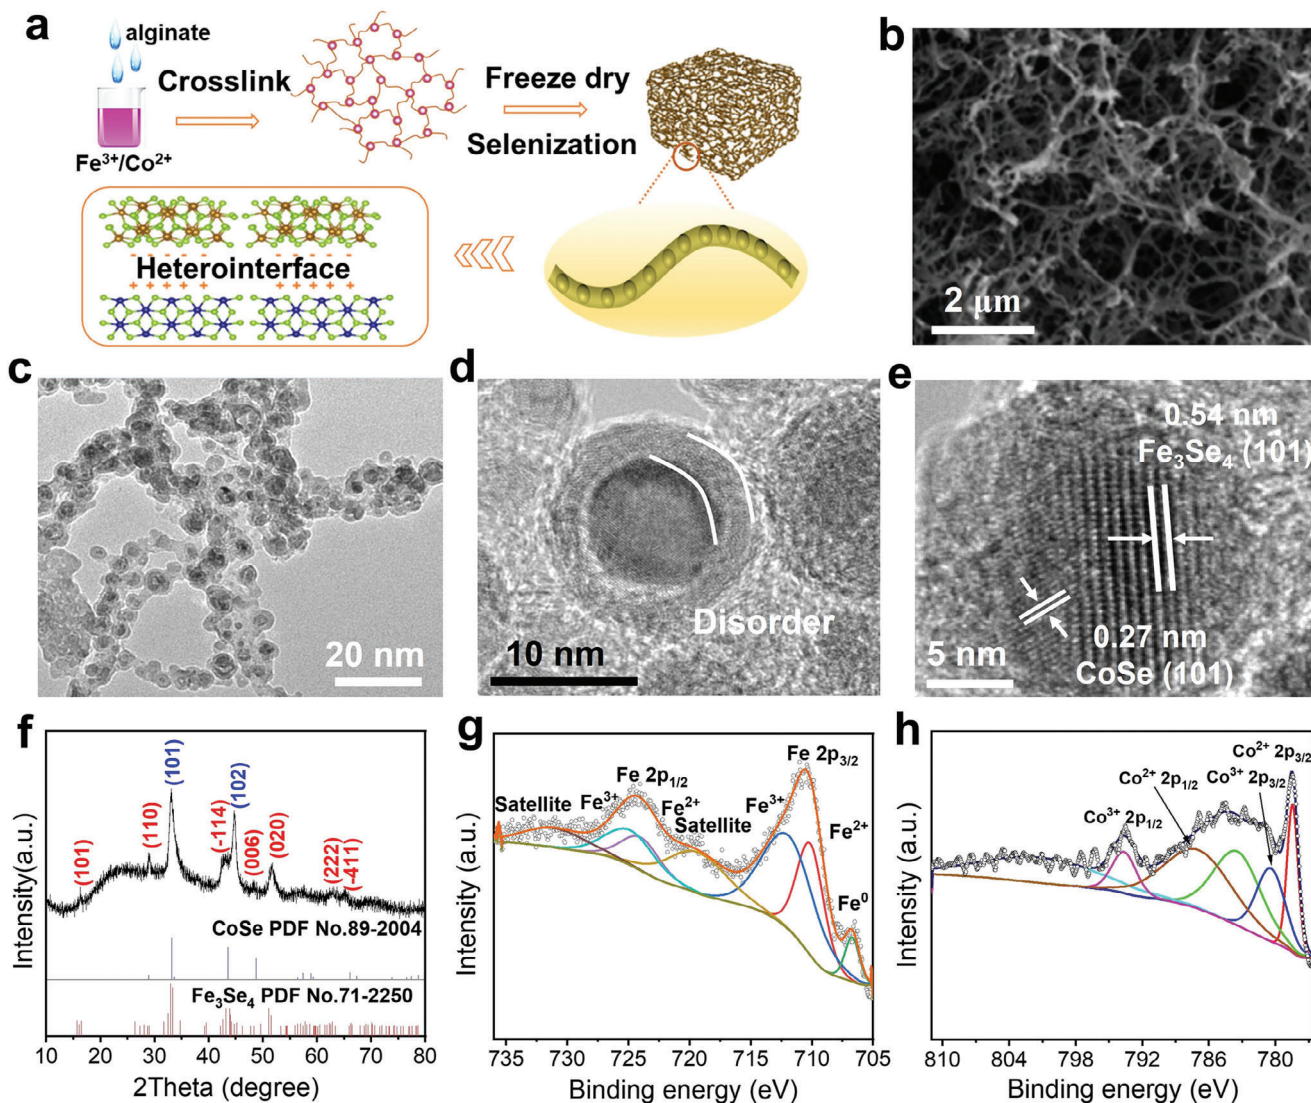 a
alginate
Fe³⁺/Co²⁺
Crosslink
Freeze dry
Selenization
- - - - - - - - - -
Heterointerface
+ + + + + + + + + +
b
2 μm
c
20 nm
d
Disorder
10 nm
e
0.54 nm
Fe₃Se₄ (101)
0.27 nm
CoSe (101)
5 nm
f
Intensity(a.u.)
(101)
(110)
(101)
(-114)
(102)
(006)
(020)
(222)
(-411)
CoSe PDF No.89-2004
Fe₃Se₄ PDF No.71-2250
10 20 30 40 50 60 70 80
2Theta (degree)
g
Intensity (a.u.)
Satellite
Fe³⁺
Fe 2p₁/₂
Fe²⁺
Satellite
Fe³⁺
Fe 2p₃/₂
Fe²⁺
Fe⁰
735 730 725 720 715 710 705
Binding energy (eV)
h
Intensity (a.u.)
Co³⁺ 2p₁/₂
Co²⁺ 2p₁/₂
Co³⁺ 2p₃/₂
Co²⁺ 2p₃/₂
810 804 798 792 786 780
Binding energy (eV)